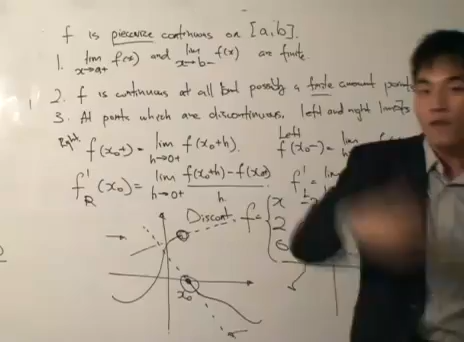 f is piecewise continuous on [a,b].
1. lim x→a+ f(x) and lim x→b- f(x) are finite.
2. f is continuous at all but possibly a finite amount points
3. At points which are discontinuous, left and right limits
Right f(x₀+) = lim h→0+ f(x₀+h). Left f(x₀-) = lim
f'R(x₀) = lim h→0+ f(x₀+h)-f(x₀) / h f'L = lim
Discont. f = { x
2
x₀